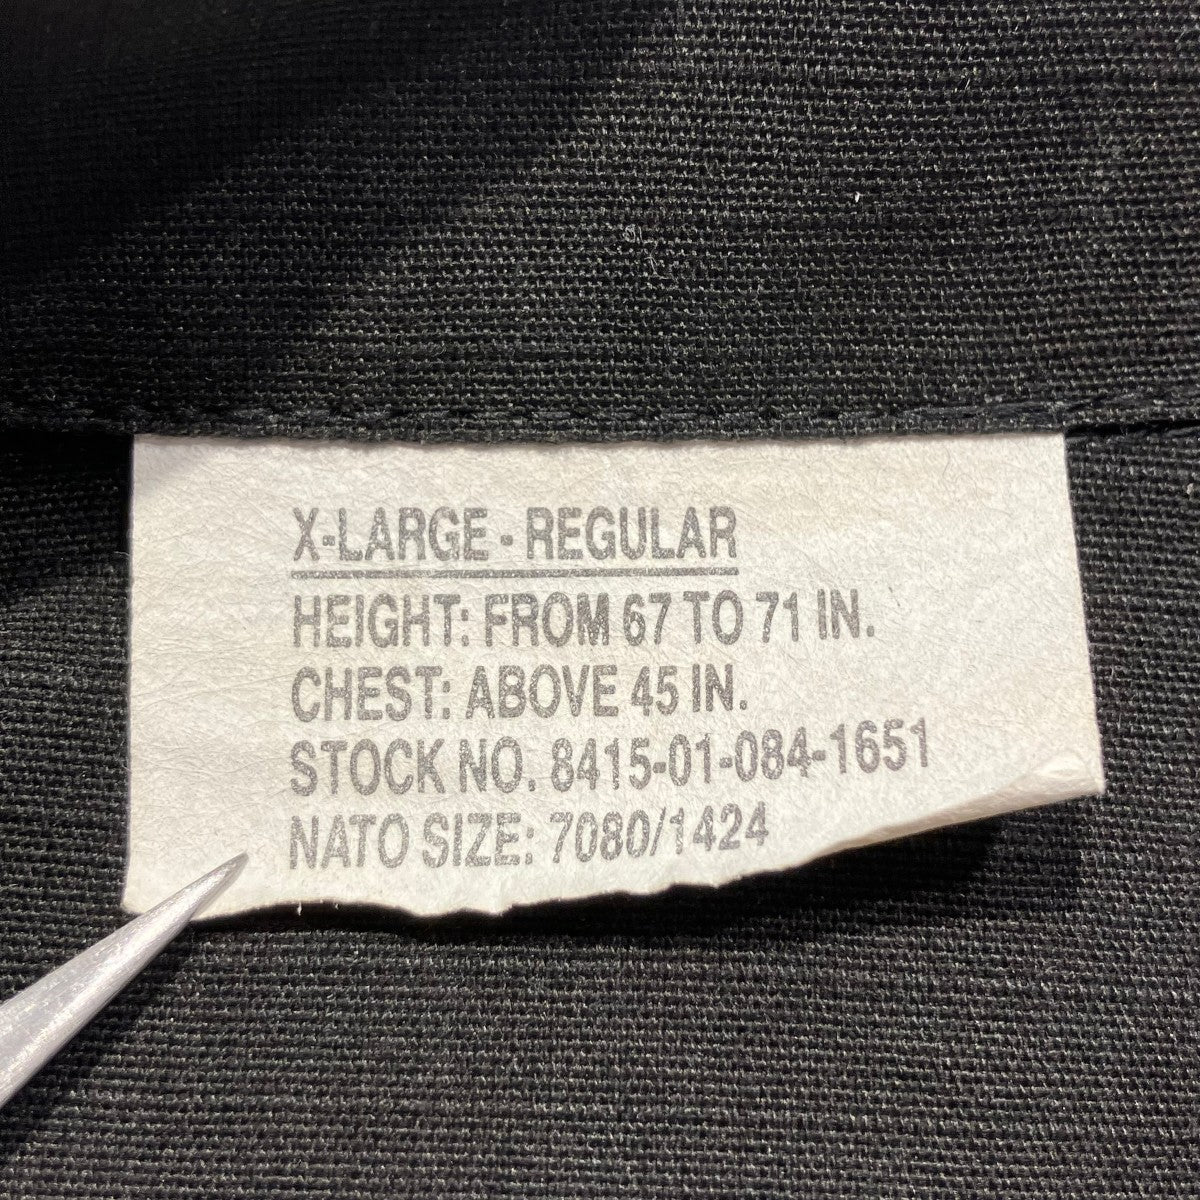 X-LARGE - REGULAR
HEIGHT: FROM 67 TO 71 IN.
CHEST: ABOVE 45 IN.
STOCK NO. 8415-01-084-1651
NATO SIZE: 7080/1424